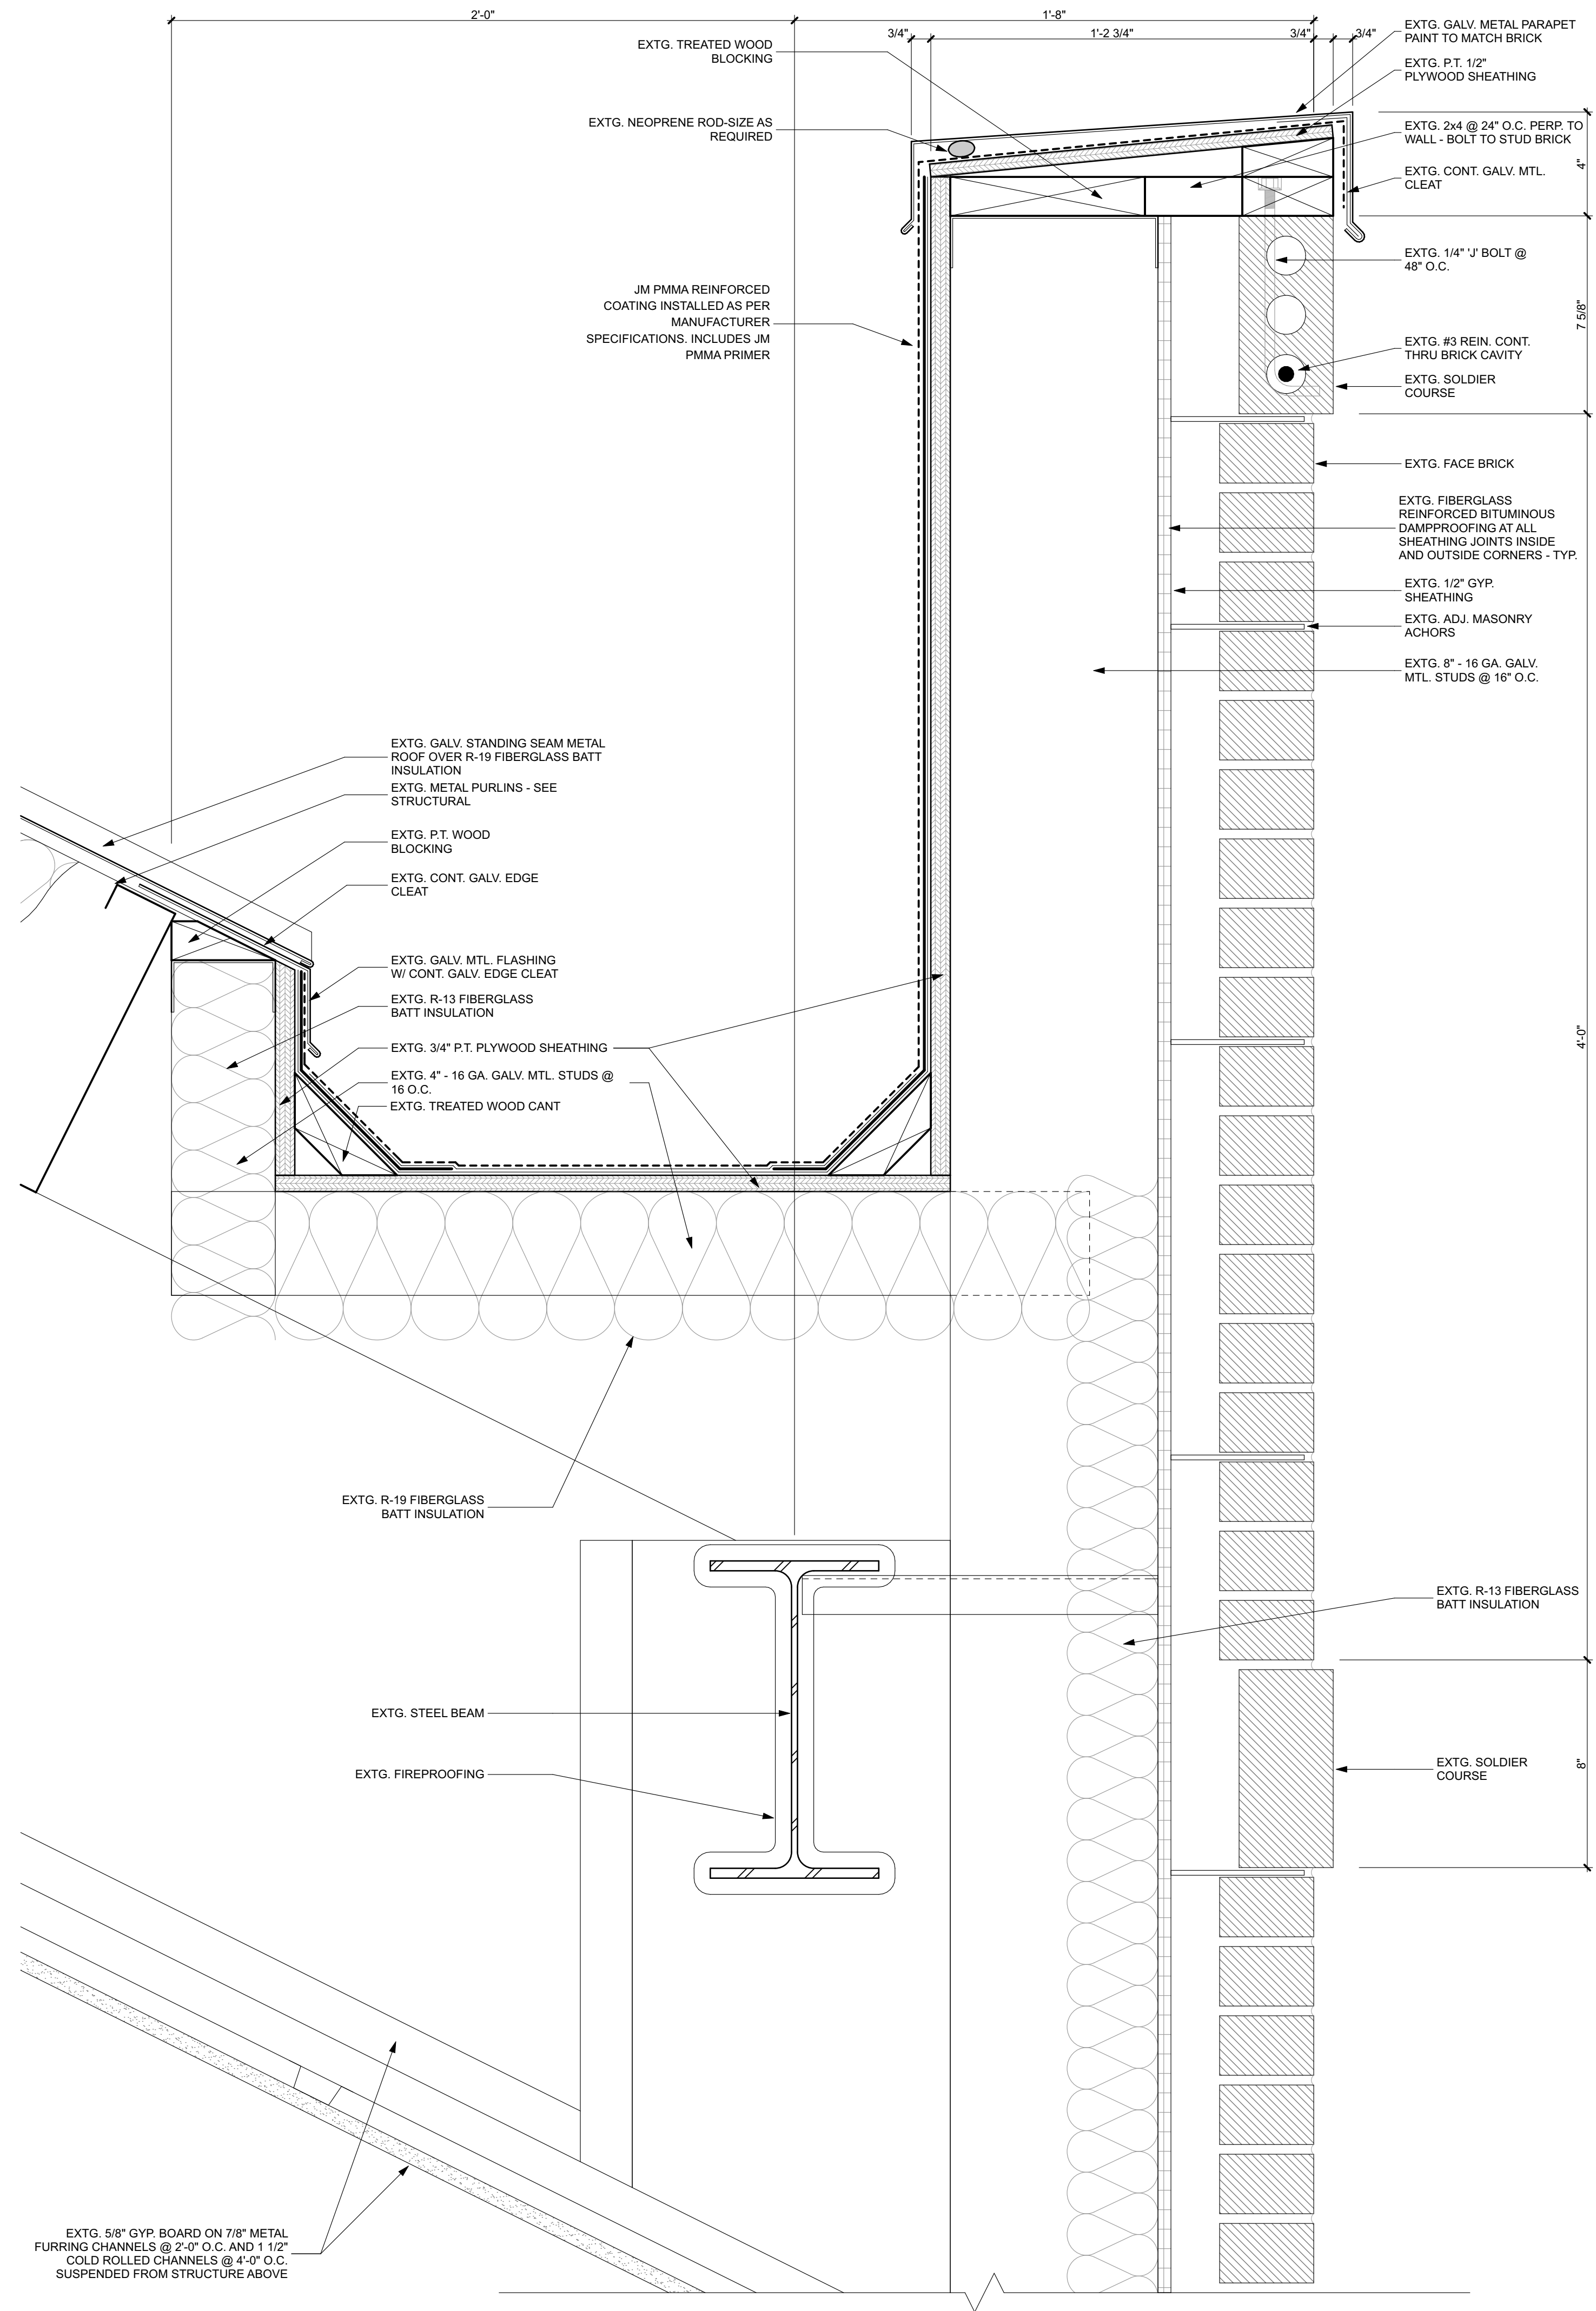 2'-0"
1'-8"
3/4"
1'-2 3/4"
3/4"
3/4"
EXTG. TREATED WOOD
BLOCKING
EXTG. NEOPRENE ROD-SIZE AS
REQUIRED
JM PMMA REINFORCED
COATING INSTALLED AS PER
MANUFACTURER
SPECIFICATIONS. INCLUDES JM
PMMA PRIMER
EXTG. GALV. METAL PARAPET
PAINT TO MATCH BRICK
EXTG. P.T. 1/2"
PLYWOOD SHEATHING
EXTG. 2x4 @ 24" O.C. PERP. TO
WALL - BOLT TO STUD BRICK
EXTG. CONT. GALV. MTL.
CLEAT
4"
EXTG. 1/4" 'J' BOLT @
48" O.C.
7 5/8"
EXTG. #3 REIN. CONT.
THRU BRICK CAVITY
EXTG. SOLDIER
COURSE
EXTG. FACE BRICK
EXTG. FIBERGLASS
REINFORCED BITUMINOUS
DAMPPROOFING AT ALL
SHEATHING JOINTS INSIDE
AND OUTSIDE CORNERS - TYP.
EXTG. 1/2" GYP.
SHEATHING
EXTG. ADJ. MASONRY
ACHORS
EXTG. 8" - 16 GA. GALV.
MTL. STUDS @ 16" O.C.
EXTG. GALV. STANDING SEAM METAL
ROOF OVER R-19 FIBERGLASS BATT
INSULATION
EXTG. METAL PURLINS - SEE
STRUCTURAL
EXTG. P.T. WOOD
BLOCKING
EXTG. CONT. GALV. EDGE
CLEAT
EXTG. GALV. MTL. FLASHING
W/ CONT. GALV. EDGE CLEAT
EXTG. R-13 FIBERGLASS
BATT INSULATION
EXTG. 3/4" P.T. PLYWOOD SHEATHING
EXTG. 4" - 16 GA. GALV. MTL. STUDS @
16 O.C.
EXTG. TREATED WOOD CANT
4'-0"
EXTG. R-19 FIBERGLASS
BATT INSULATION
EXTG. R-13 FIBERGLASS
BATT INSULATION
EXTG. STEEL BEAM
EXTG. FIREPROOFING
EXTG. SOLDIER
COURSE
8"
EXTG. 5/8" GYP. BOARD ON 7/8" METAL
FURRING CHANNELS @ 2'-0" O.C. AND 1 1/2"
COLD ROLLED CHANNELS @ 4'-0" O.C.
SUSPENDED FROM STRUCTURE ABOVE